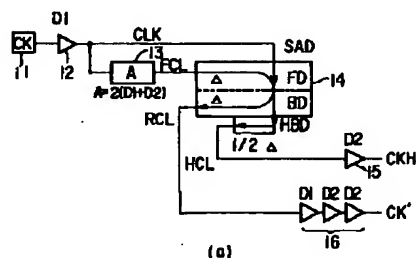 D1
CLK
SAD
CK
13
A
FCL
Δ
FD
14
11
12
A=2(D1+D2)
Δ
BD
RCL
HBD
1/2
Δ
D2
HCL
CKH
15
D1 D2 D2
CK'
16
(a)